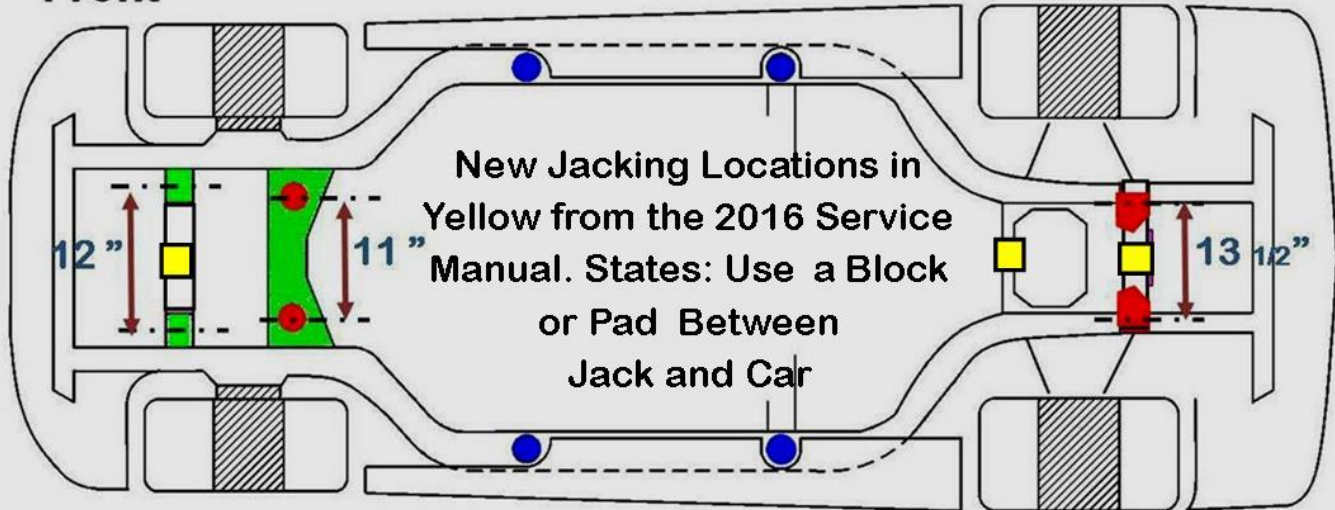 Front
New Jacking Locations in
Yellow from the 2016 Service
12 ”
11 ”
Manual. States: Use a Block
13 1/2”
or Pad Between
Jack and Car